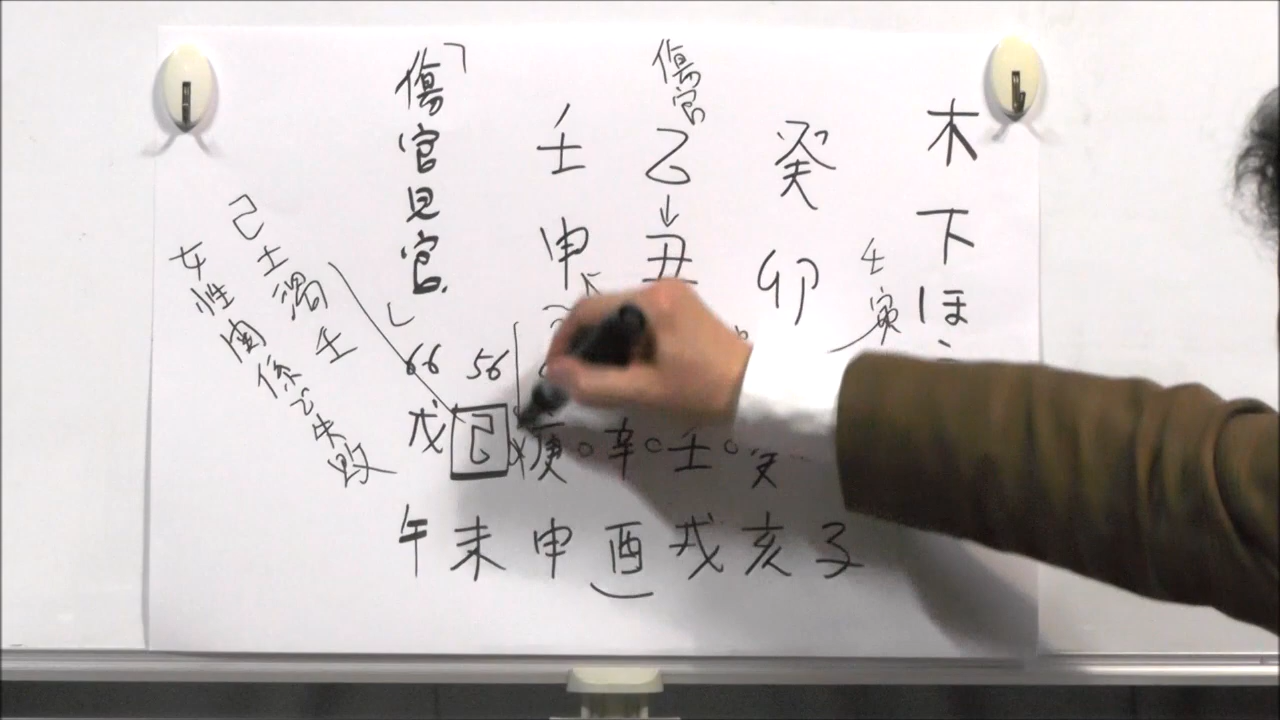 木下ほ
壬寅
癸卯
傷官
乙
↓
丑
壬申
「傷官見官」
己土濁壬
女性関係で失敗
66 56
戊 己 庚 辛 壬
午 未 申 酉 戌 亥 子